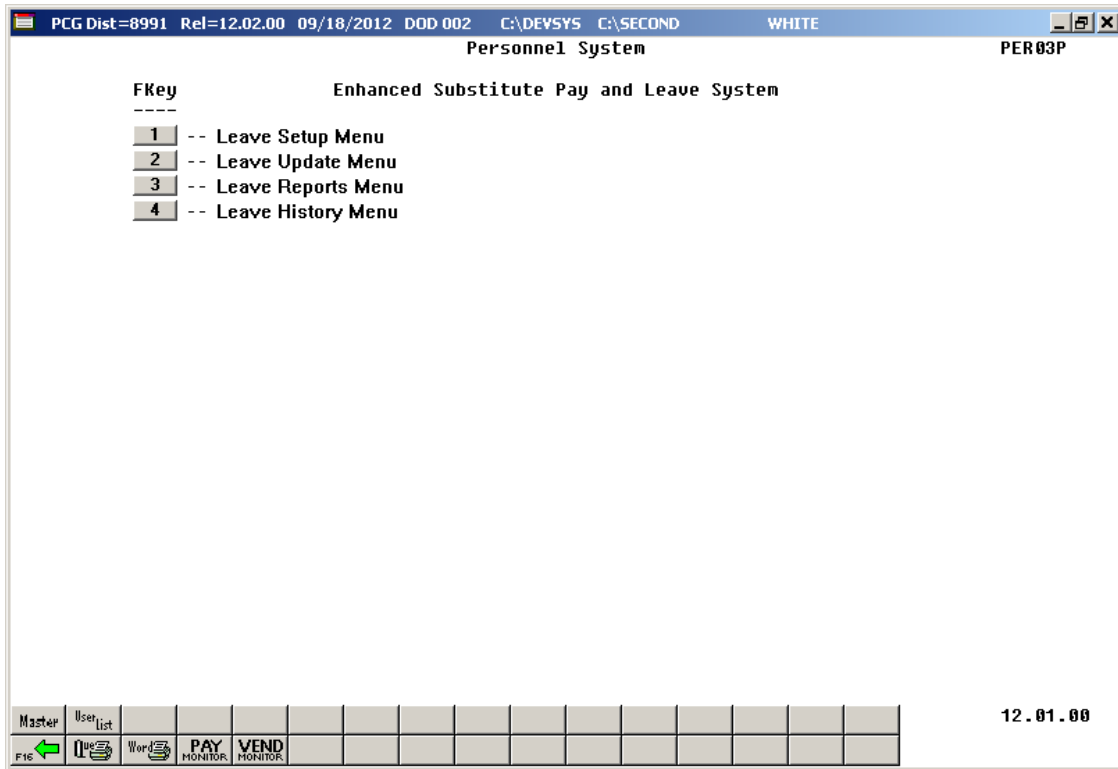 PCG Dist=8991 Rel=12.02.00 09/18/2012 DOD 002 C:\DEVSYS C:\SECOND WHITE
Personnel System PER03P
FKey Enhanced Substitute Pay and Leave System
----
1 -- Leave Setup Menu
2 -- Leave Update Menu
3 -- Leave Reports Menu
4 -- Leave History Menu
Master User List 12.01.00
F16 Que Word PAY MONITOR VEND MONITOR